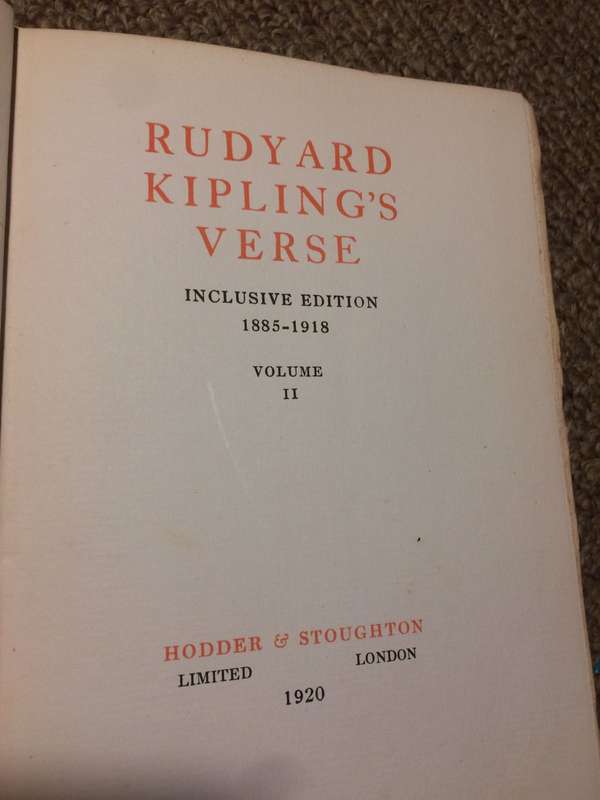 RUDYARD
KIPLING'S
VERSE
INCLUSIVE EDITION
1885-1918
VOLUME
II
HODDER & STOUGHTON
LIMITED LONDON
1920